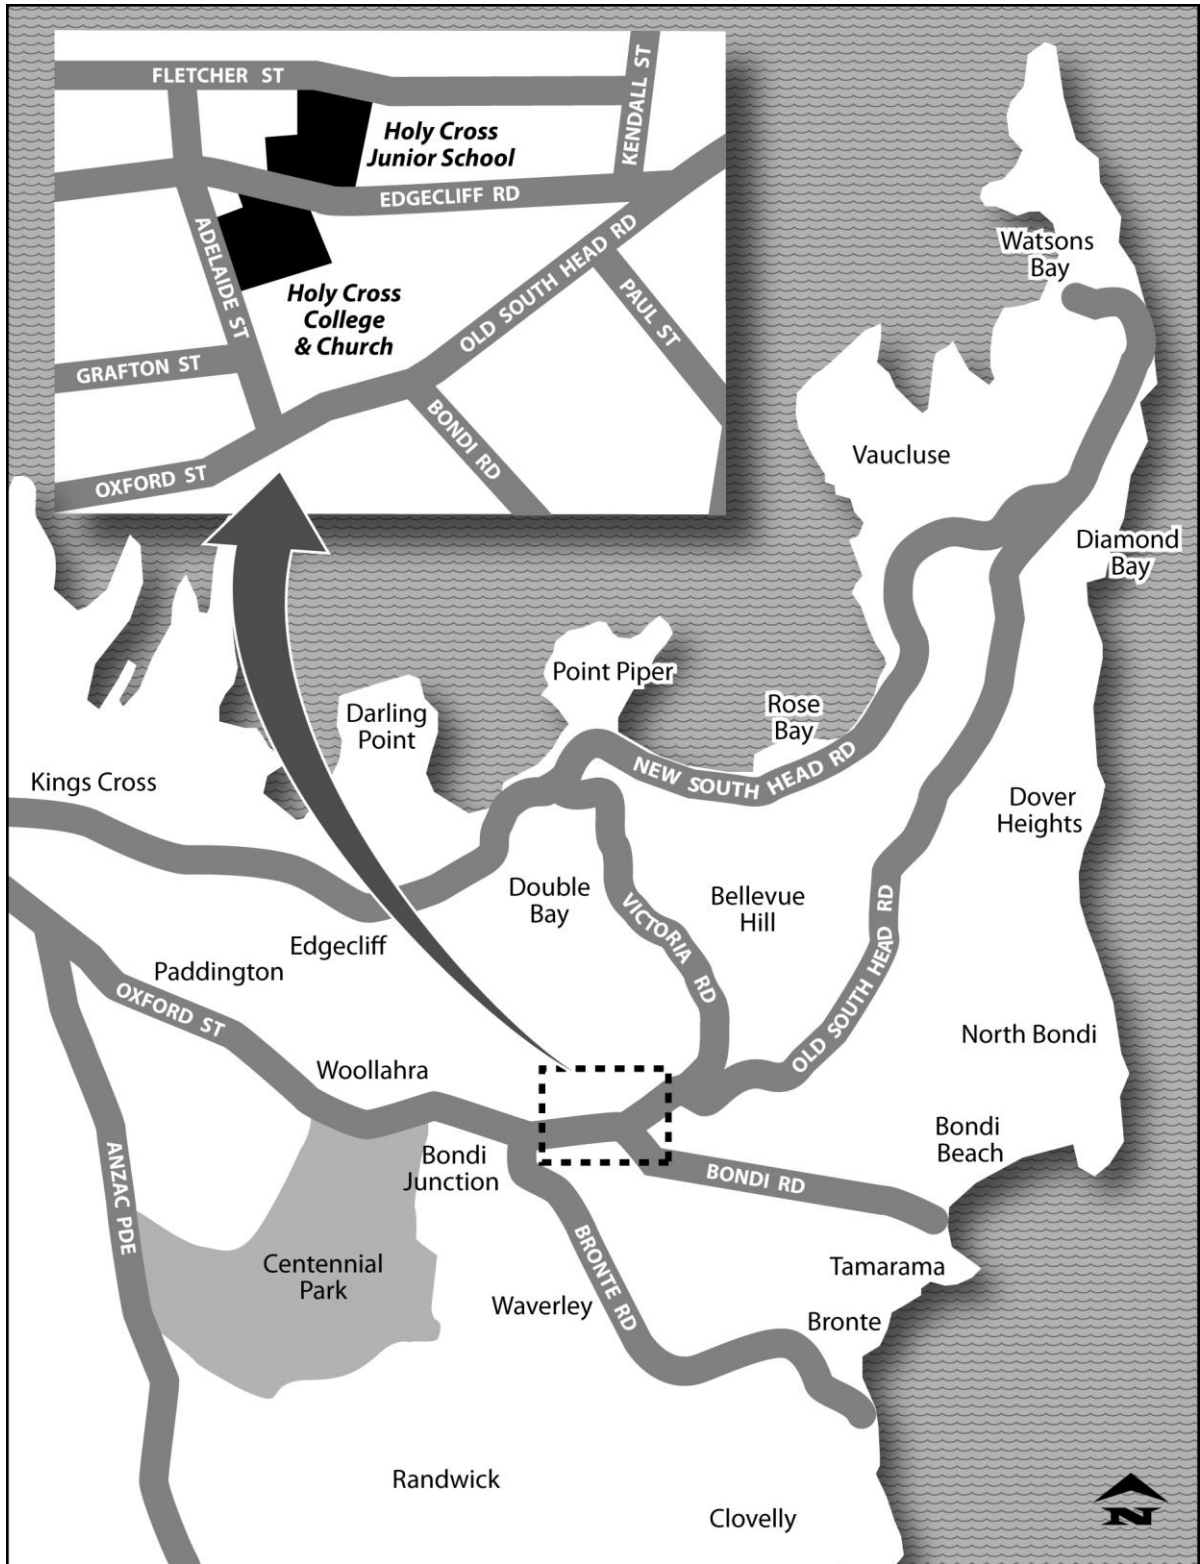 FLETCHER ST
KENDALL ST
Holy Cross
Junior School
EDGECLIFF RD
ADELAIDE ST
Holy Cross
College
& Church
OLD SOUTH HEAD RD
PAUL ST
GRAFTON ST
BONDI RD
OXFORD ST
Watsons
Bay
Vaucluse
Diamond
Bay
Point Piper
Darling
Point
Rose
Bay
Kings Cross
NEW SOUTH HEAD RD
Dover
Heights
Double
Bay
VICTORIA RD
Bellevue
Hill
OLD SOUTH HEAD RD
Edgecliff
Paddington
OXFORD ST
North Bondi
Woollahra
Bondi
Beach
Bondi
Junction
BONDI RD
ANZAC PDE
Centennial
Park
BRONTE RD
Tamarama
Waverley
Bronte
Randwick
Clovelly
N